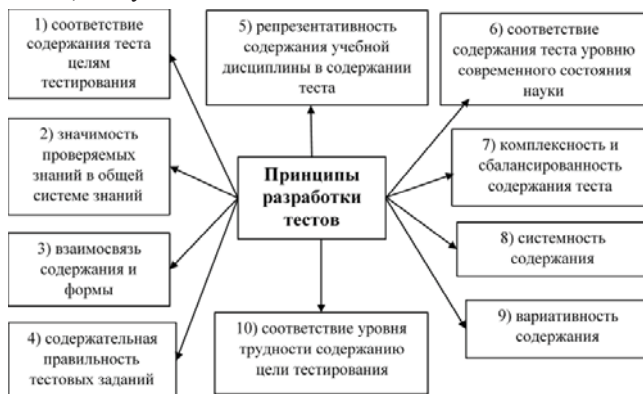 1) соответствие
содержания теста
целям
тестирования
5) репрезентативность
содержания учебной
дисциплины в содержании
теста
6) соответствие
содержания теста уровню
современного состояния
науки
2) значимость
проверяемых
знаний в общей
системе знаний
Принципы
разработки
тестов
7) комплексность и
сбалансированность
содержания теста
3) взаимосвязь
содержания и
формы
8) системность
содержания
4) содержательная
правильность
тестовых заданий
10) соответствие уровня
трудности содержанию
цели тестирования
9) вариативность
содержания